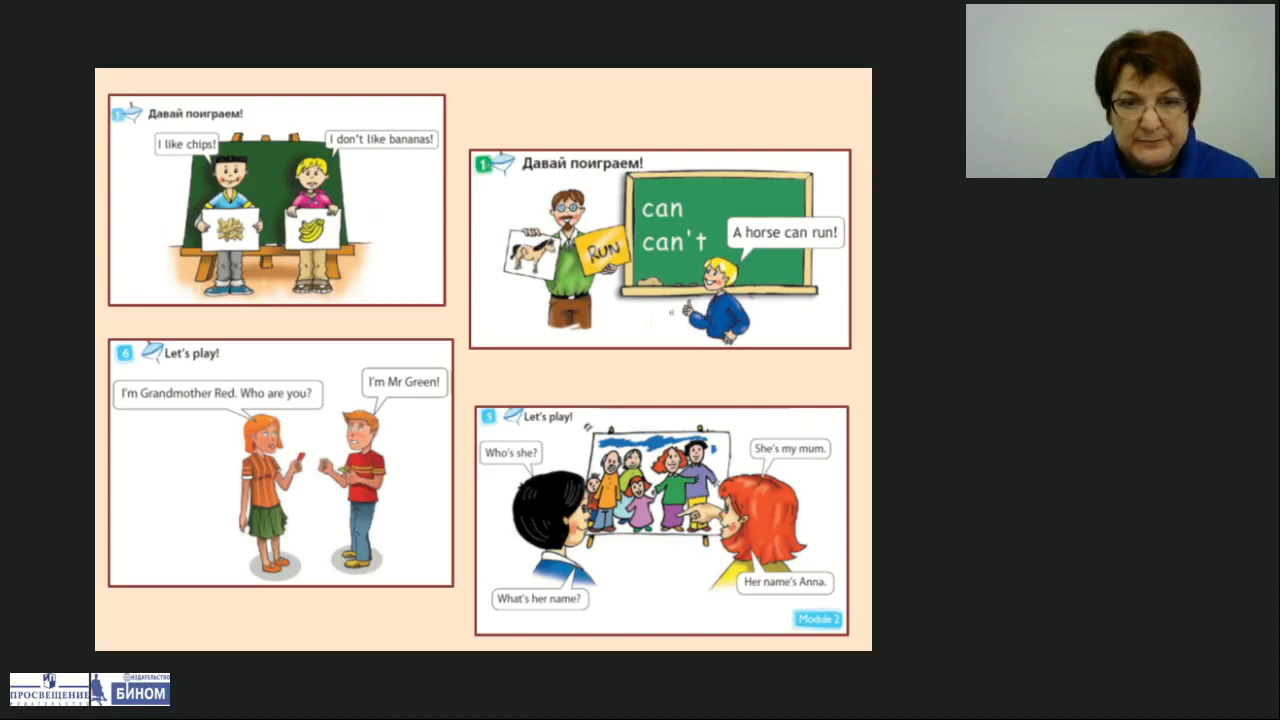 1
Давай поиграем!
I like chips!
I don't like bananas!
1
Давай поиграем!
can
can't
RUN
A horse can run!
6
Let's play!
I'm Grandmother Red. Who are you?
I'm Mr Green!
5
Let's play!
Who's she?
She's my mum.
What's her name?
Her name's Anna.
Module 2
ПРОСВЕЩЕНИЕ
ИЗДАТЕЛЬСТВО
ИЗДАТЕЛЬСТВО
БИНОМ